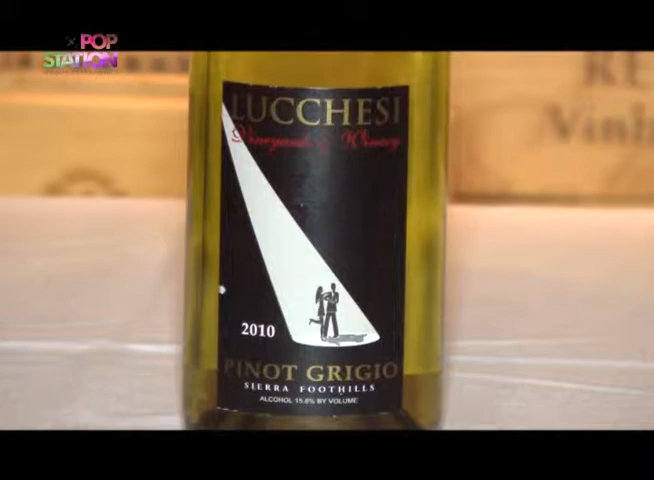 POP
STATION
LUCCHESI
Vineyards & Winery
2010
PINOT GRIGIO
SIERRA FOOTHILLS
ALCOHOL 15.6% BY VOLUME